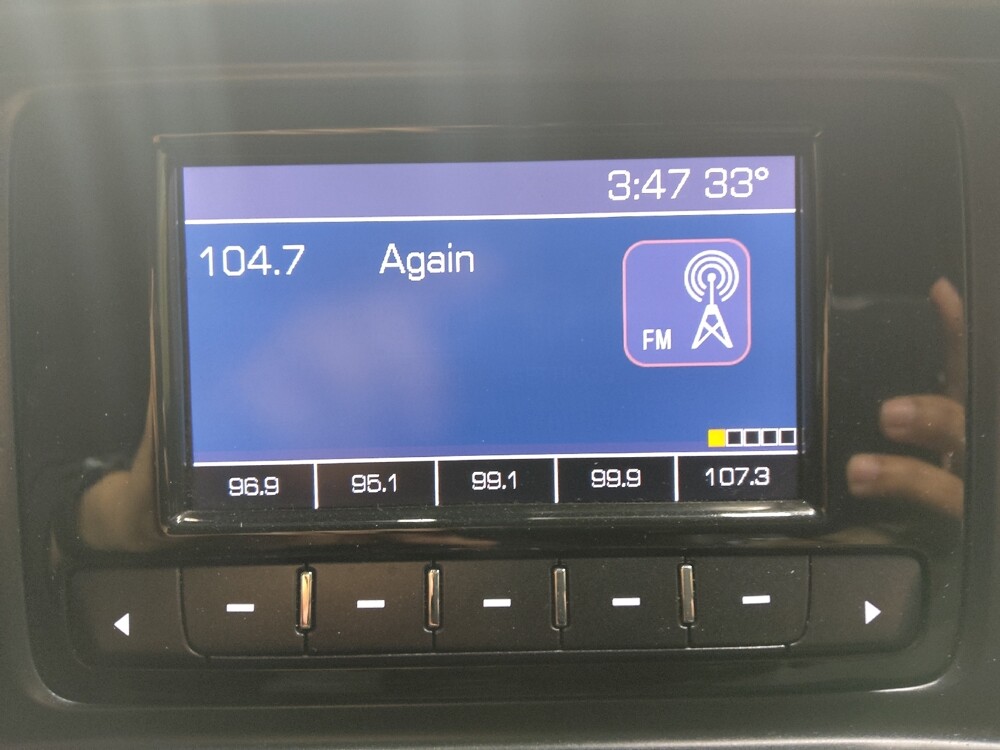 3:47 33°
104.7 Again
FM
96.9 95.1 99.1 99.9 107.3